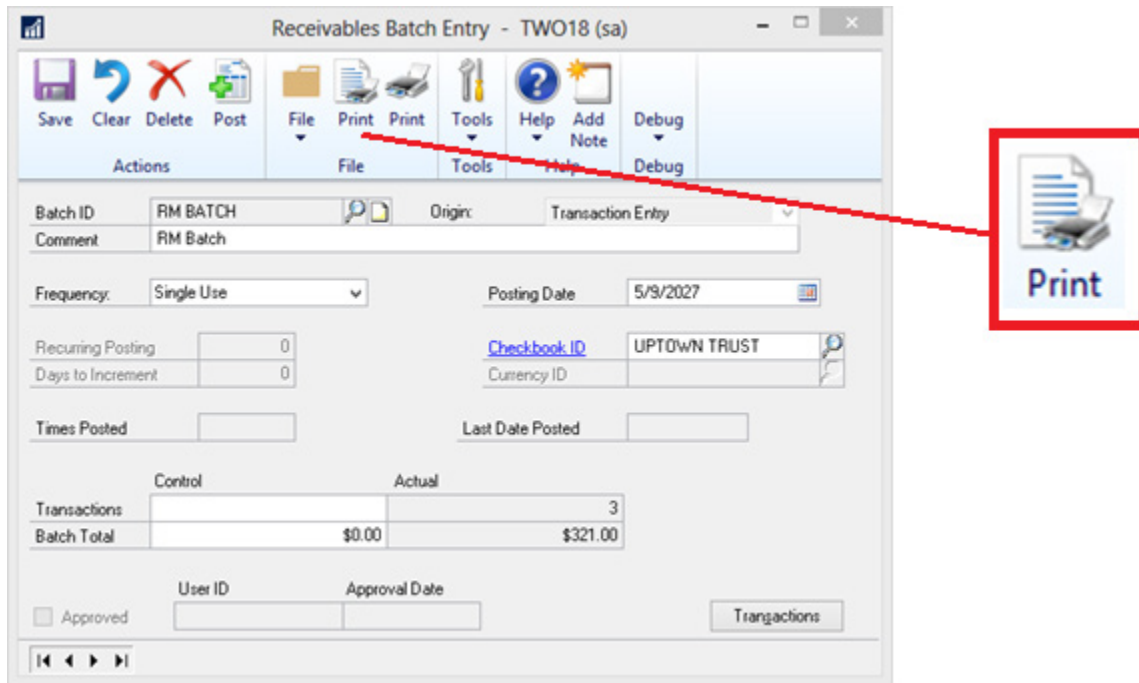 Receivables Batch Entry - TWO18 (sa)
Save Clear Delete Post File Print Print Tools Help Add Note Debug
Actions File Tools Help Debug
Print
Batch ID RM BATCH Origin: Transaction Entry
Comment RM Batch
Frequency: Single Use Posting Date 5/9/2027
Recurring Posting 0 Checkbook ID UPTOWN TRUST
Days to Increment 0 Currency ID
Times Posted Last Date Posted
Control Actual
Transactions 3
Batch Total $0.00 $321.00
User ID Approval Date
Approved Transactions